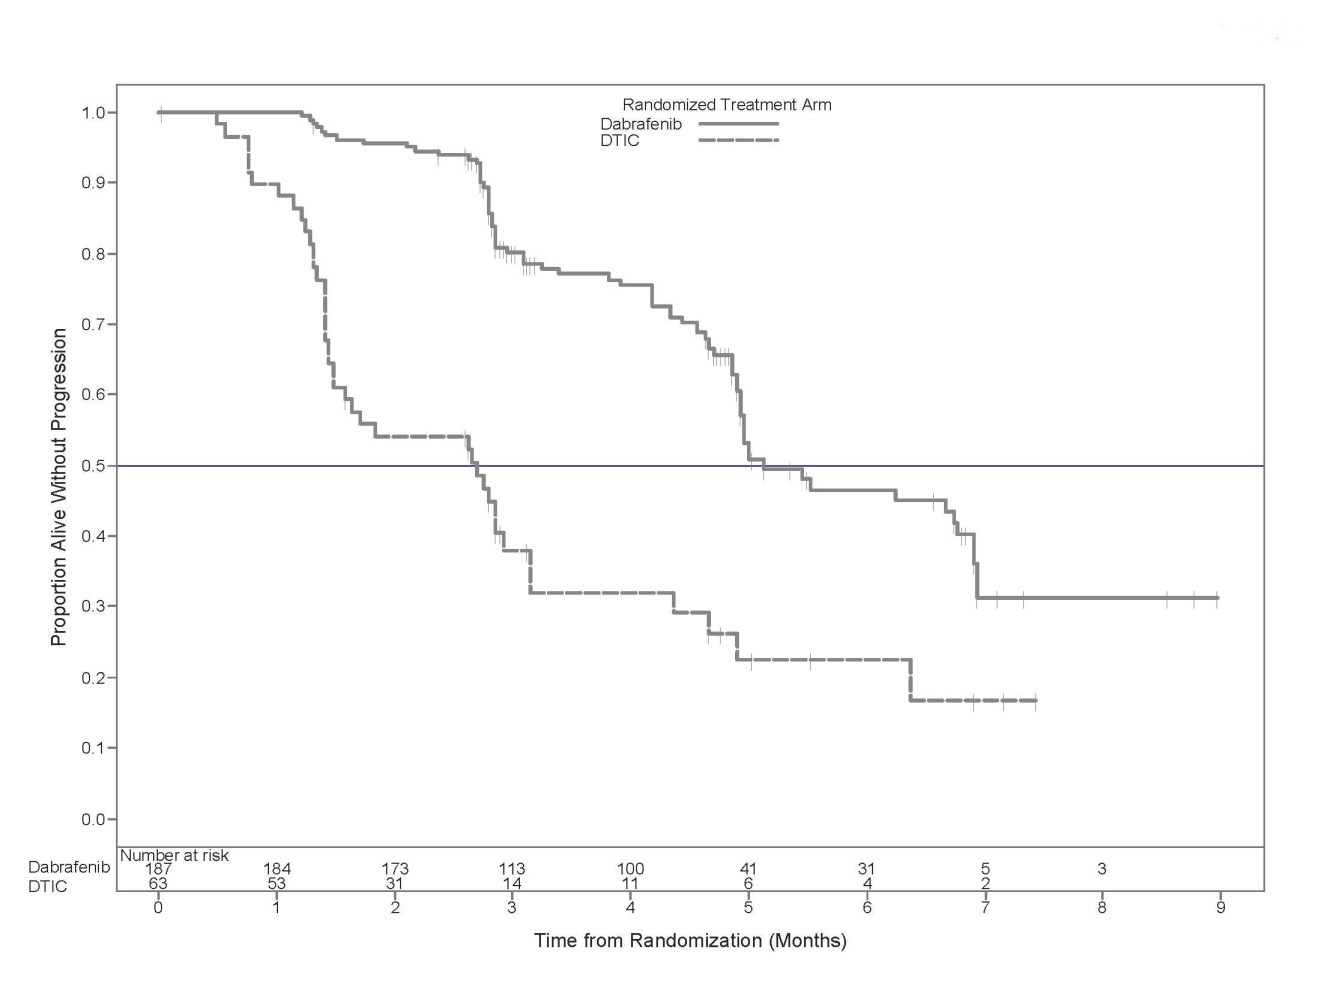 Randomized Treatment Arm
Dabrafenib
DTIC
1.0
0.9
0.8
0.7
0.6
0.5
0.4
0.3
0.2
0.1
0.0
Proportion Alive Without Progression
Number at risk
Dabrafenib 187 184 173 113 100 41 31 5 3
DTIC 63 53 31 14 11 6 4 2
0 1 2 3 4 5 6 7 8 9
Time from Randomization (Months)